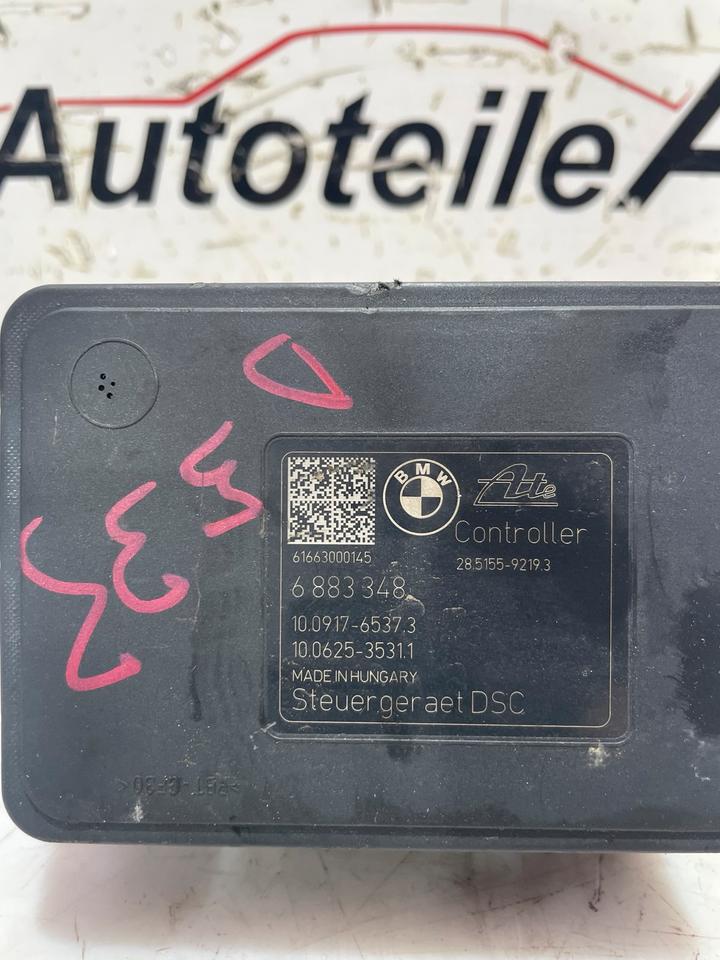 AutoteileA
BMW
Ate
Controller
61663000145
28.5155-9219.3
6 883 348
10.0917-6537.3
10.0625-3531.1
MADE IN HUNGARY
Steuergeraet DSC